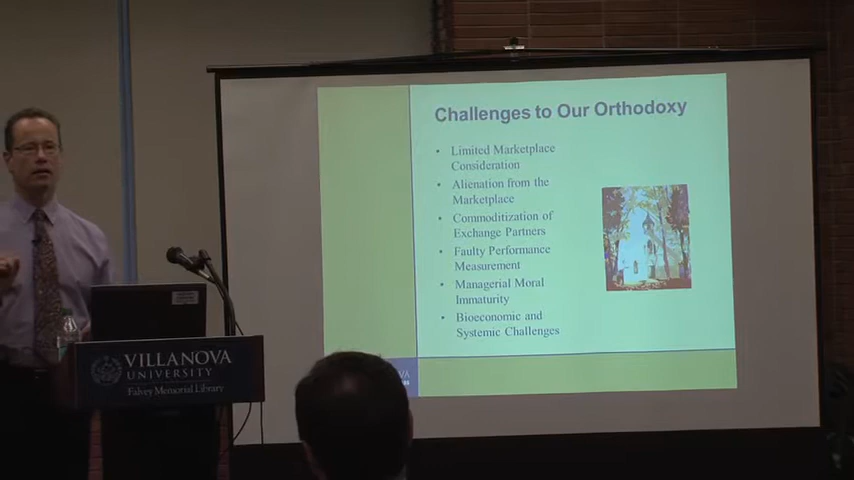 Challenges to Our Orthodoxy
• Limited Marketplace
Consideration
• Alienation from the
Marketplace
• Commoditization of
Exchange Partners
• Faulty Performance
Measurement
• Managerial Moral
Immaturity
• Bioeconomic and
Systemic Challenges
VILLANOVA
UNIVERSITY
Falvey Memorial Library